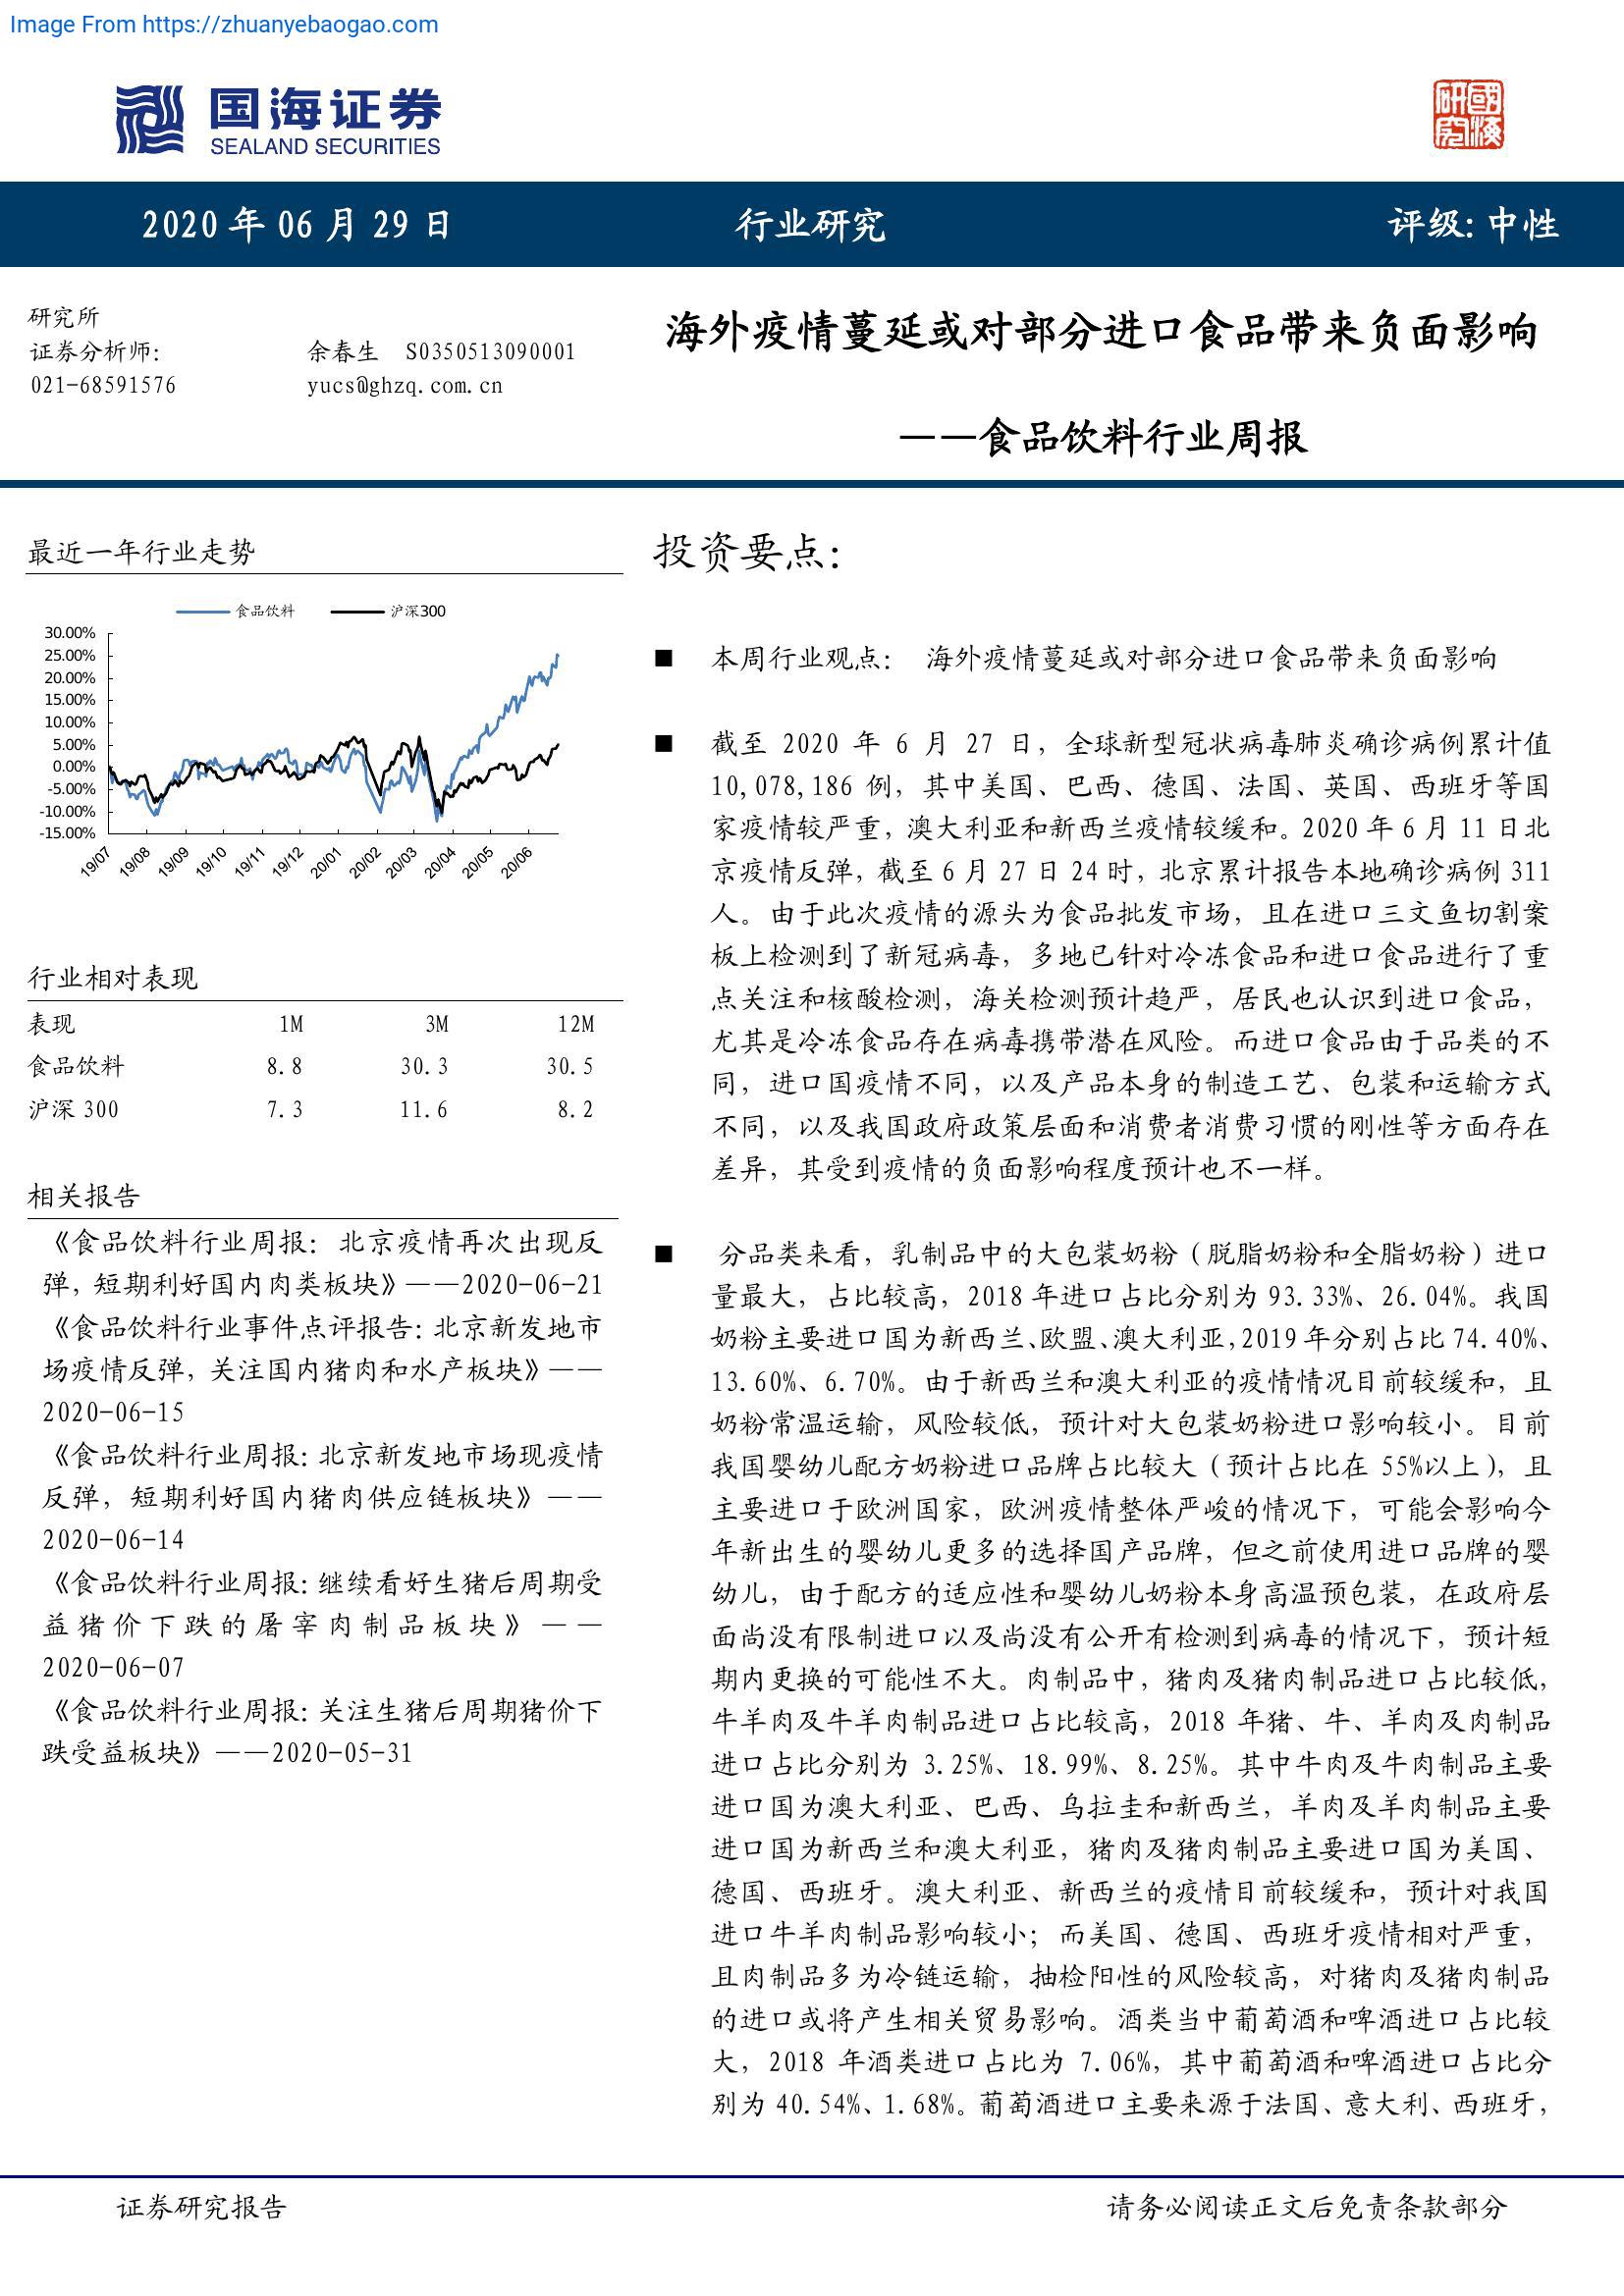 Image From https://zhuanyebaogao.com
国海证券
SEALAND SECURITIES
研究
國海
2020 年 06 月 29 日
行业研究
评级:中性
研究所
证券分析师:
余春生 S0350513090001
021-68591576
yucs@ghzq.com.cn
海外疫情蔓延或对部分进口食品带来负面影响
——食品饮料行业周报
最近一年行业走势
食品饮料
沪深300
30.00%
25.00%
20.00%
15.00%
10.00%
5.00%
0.00%
-5.00%
-10.00%
-15.00%
19/07
19/08
19/09
19/10
19/11
19/12
20/01
20/02
20/03
20/04
20/05
20/06
行业相对表现
表现 1M 3M 12M
食品饮料 8.8 30.3 30.5
沪深 300 7.3 11.6 8.2
相关报告
《食品饮料行业周报：北京疫情再次出现反
弹，短期利好国内肉类板块》——2020-06-21
《食品饮料行业事件点评报告:北京新发地市
场疫情反弹，关注国内猪肉和水产板块》——
2020-06-15
《食品饮料行业周报:北京新发地市场现疫情
反弹，短期利好国内猪肉供应链板块》——
2020-06-14
《食品饮料行业周报:继续看好生猪后周期受
益猪价下跌的屠宰肉制品板块》——
2020-06-07
《食品饮料行业周报:关注生猪后周期猪价下
跌受益板块》——2020-05-31
投资要点：
本周行业观点： 海外疫情蔓延或对部分进口食品带来负面影响
截至 2020 年 6 月 27 日，全球新型冠状病毒肺炎确诊病例累计值
10,078,186 例，其中美国、巴西、德国、法国、英国、西班牙等国
家疫情较严重，澳大利亚和新西兰疫情较缓和。2020 年 6 月 11 日北
京疫情反弹，截至 6 月 27 日 24 时，北京累计报告本地确诊病例 311
人。由于此次疫情的源头为食品批发市场，且在进口三文鱼切割案
板上检测到了新冠病毒，多地已针对冷冻食品和进口食品进行了重
点关注和核酸检测，海关检测预计趋严，居民也认识到进口食品，
尤其是冷冻食品存在病毒携带潜在风险。而进口食品由于品类的不
同，进口国疫情不同，以及产品本身的制造工艺、包装和运输方式
不同，以及我国政府政策层面和消费者消费习惯的刚性等方面存在
差异，其受到疫情的负面影响程度预计也不一样。
分品类来看，乳制品中的大包装奶粉（脱脂奶粉和全脂奶粉）进口
量最大，占比较高，2018 年进口占比分别为 93.33%、26.04%。我国
奶粉主要进口国为新西兰、欧盟、澳大利亚，2019 年分别占比 74.40%、
13.60%、6.70%。由于新西兰和澳大利亚的疫情情况目前较缓和，且
奶粉常温运输，风险较低，预计对大包装奶粉进口影响较小。目前
我国婴幼儿配方奶粉进口品牌占比较大（预计占比在 55%以上），且
主要进口于欧洲国家，欧洲疫情整体严峻的情况下，可能会影响今
年新出生的婴幼儿更多的选择国产品牌，但之前使用进口品牌的婴
幼儿，由于配方的适应性和婴幼儿奶粉本身高温预包装，在政府层
面尚没有限制进口以及尚没有公开有检测到病毒的情况下，预计短
期内更换的可能性不大。肉制品中，猪肉及猪肉制品进口占比较低，
牛羊肉及牛羊肉制品进口占比较高，2018 年猪、牛、羊肉及肉制品
进口占比分别为 3.25%、18.99%、8.25%。其中牛肉及牛肉制品主要
进口国为澳大利亚、巴西、乌拉圭和新西兰，羊肉及羊肉制品主要
进口国为新西兰和澳大利亚，猪肉及猪肉制品主要进口国为美国、
德国、西班牙。澳大利亚、新西兰的疫情目前较缓和，预计对我国
进口牛羊肉制品影响较小；而美国、德国、西班牙疫情相对严重，
且肉制品多为冷链运输，抽检阳性的风险较高，对猪肉及猪肉制品
的进口或将产生相关贸易影响。酒类当中葡萄酒和啤酒进口占比较
大，2018 年酒类进口占比为 7.06%，其中葡萄酒和啤酒进口占比分
别为 40.54%、1.68%。葡萄酒进口主要来源于法国、意大利、西班牙，
证券研究报告
请务必阅读正文后免责条款部分